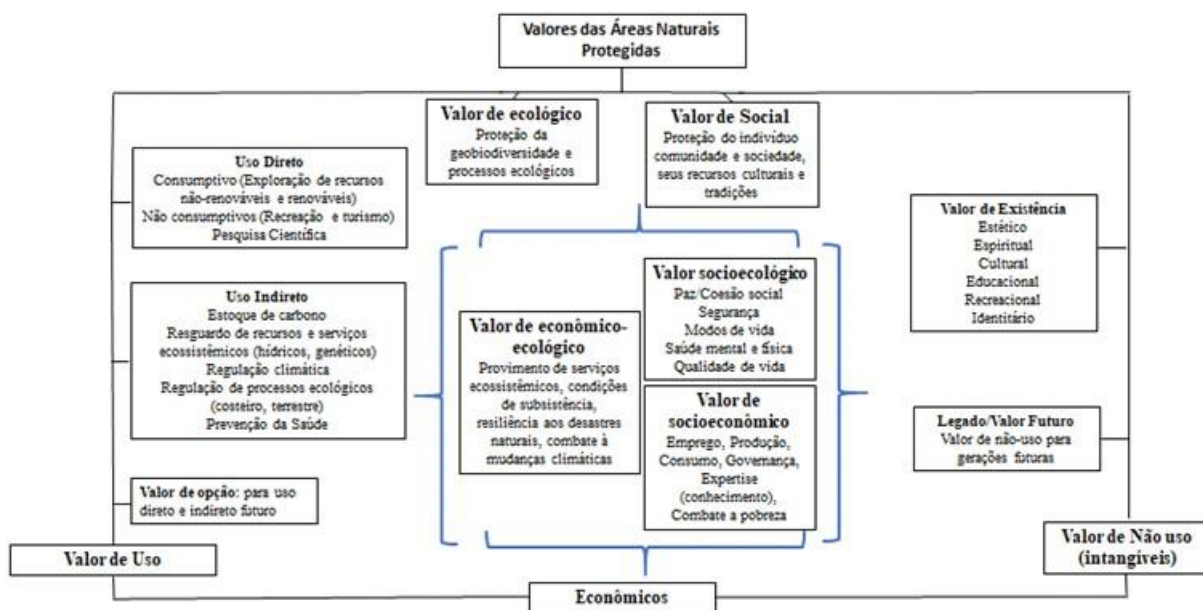 Valores das Áreas Naturais
Protegidas
Valor de ecológico
Proteção da
geobiodiversidade e
processos ecológicos
Valor de Social
Proteção do indivíduo
comunidade e sociedade,
seus recursos culturais e
tradições
Uso Direto
Consumptivo (Exploração de recursos
não-renováveis e renováveis)
Não consumptivos (Recreação e turismo)
Pesquisa Científica
Uso Indireto
Estoque de carbono
Resguardo de recursos e serviços
ecossistêmicos (hídricos, genéticos)
Regulação climática
Regulação de processos ecológicos
(costeiro, terrestre)
Prevenção da Saúde
Valor de opção: para uso
direto e indireto futuro
Valor de Uso
Valor de econômico-
ecológico
Provimento de serviços
ecossistêmicos, condições
de subsistência,
resiliência aos desastres
naturais, combate à
mudanças climáticas
Valor socioecológico
Paz/Coesão social
Segurança
Modos de vida
Saúde mental e física
Qualidade de vida
Valor de
socioeconômico
Emprego, Produção,
Consumo, Governança,
Expertise
(conhecimento),
Combate a pobreza
Valor de Existência
Estético
Espiritual
Cultural
Educacional
Recreacional
Identitário
Legado/Valor Futuro
Valor de não-uso para
gerações futuras
Valor de Não uso
(intangíveis)
Econômicos